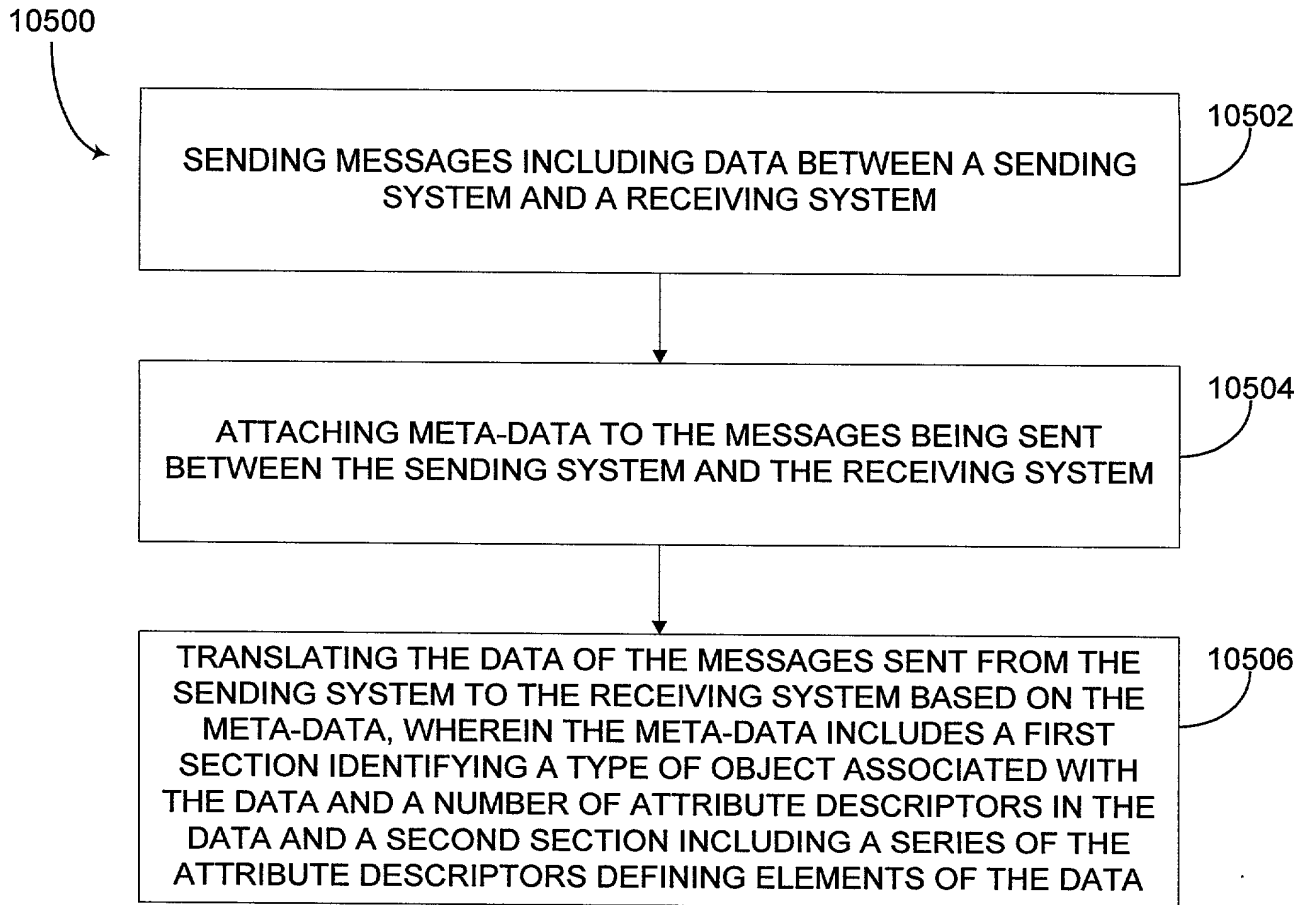 10500
10502
SENDING MESSAGES INCLUDING DATA BETWEEN A SENDING
SYSTEM AND A RECEIVING SYSTEM
10504
ATTACHING META-DATA TO THE MESSAGES BEING SENT
BETWEEN THE SENDING SYSTEM AND THE RECEIVING SYSTEM
10506
TRANSLATING THE DATA OF THE MESSAGES SENT FROM THE
SENDING SYSTEM TO THE RECEIVING SYSTEM BASED ON THE
META-DATA, WHEREIN THE META-DATA INCLUDES A FIRST
SECTION IDENTIFYING A TYPE OF OBJECT ASSOCIATED WITH
THE DATA AND A NUMBER OF ATTRIBUTE DESCRIPTORS IN THE
DATA AND A SECOND SECTION INCLUDING A SERIES OF THE
ATTRIBUTE DESCRIPTORS DEFINING ELEMENTS OF THE DATA